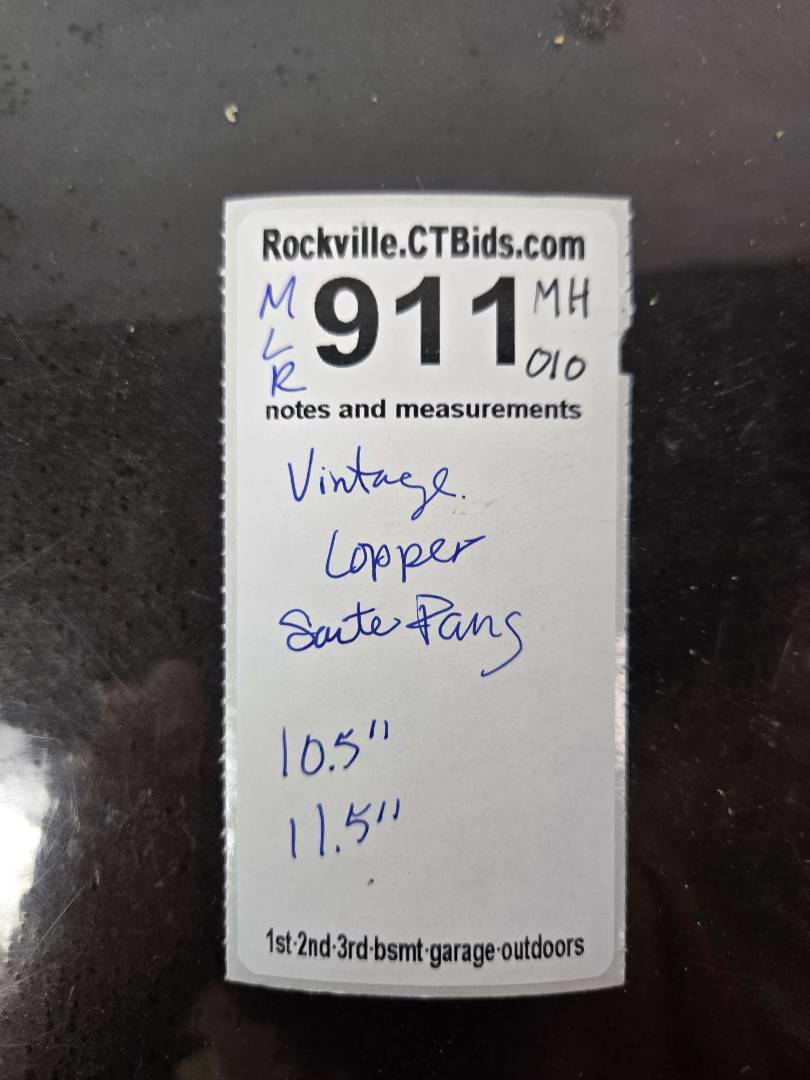 Rockville.CTBids.com
MLR 911 MH 010
notes and measurements
Vintage.
Copper
Saute Pans
10.5"
11.5"
1st·2nd·3rd·bsmt·garage·outdoors